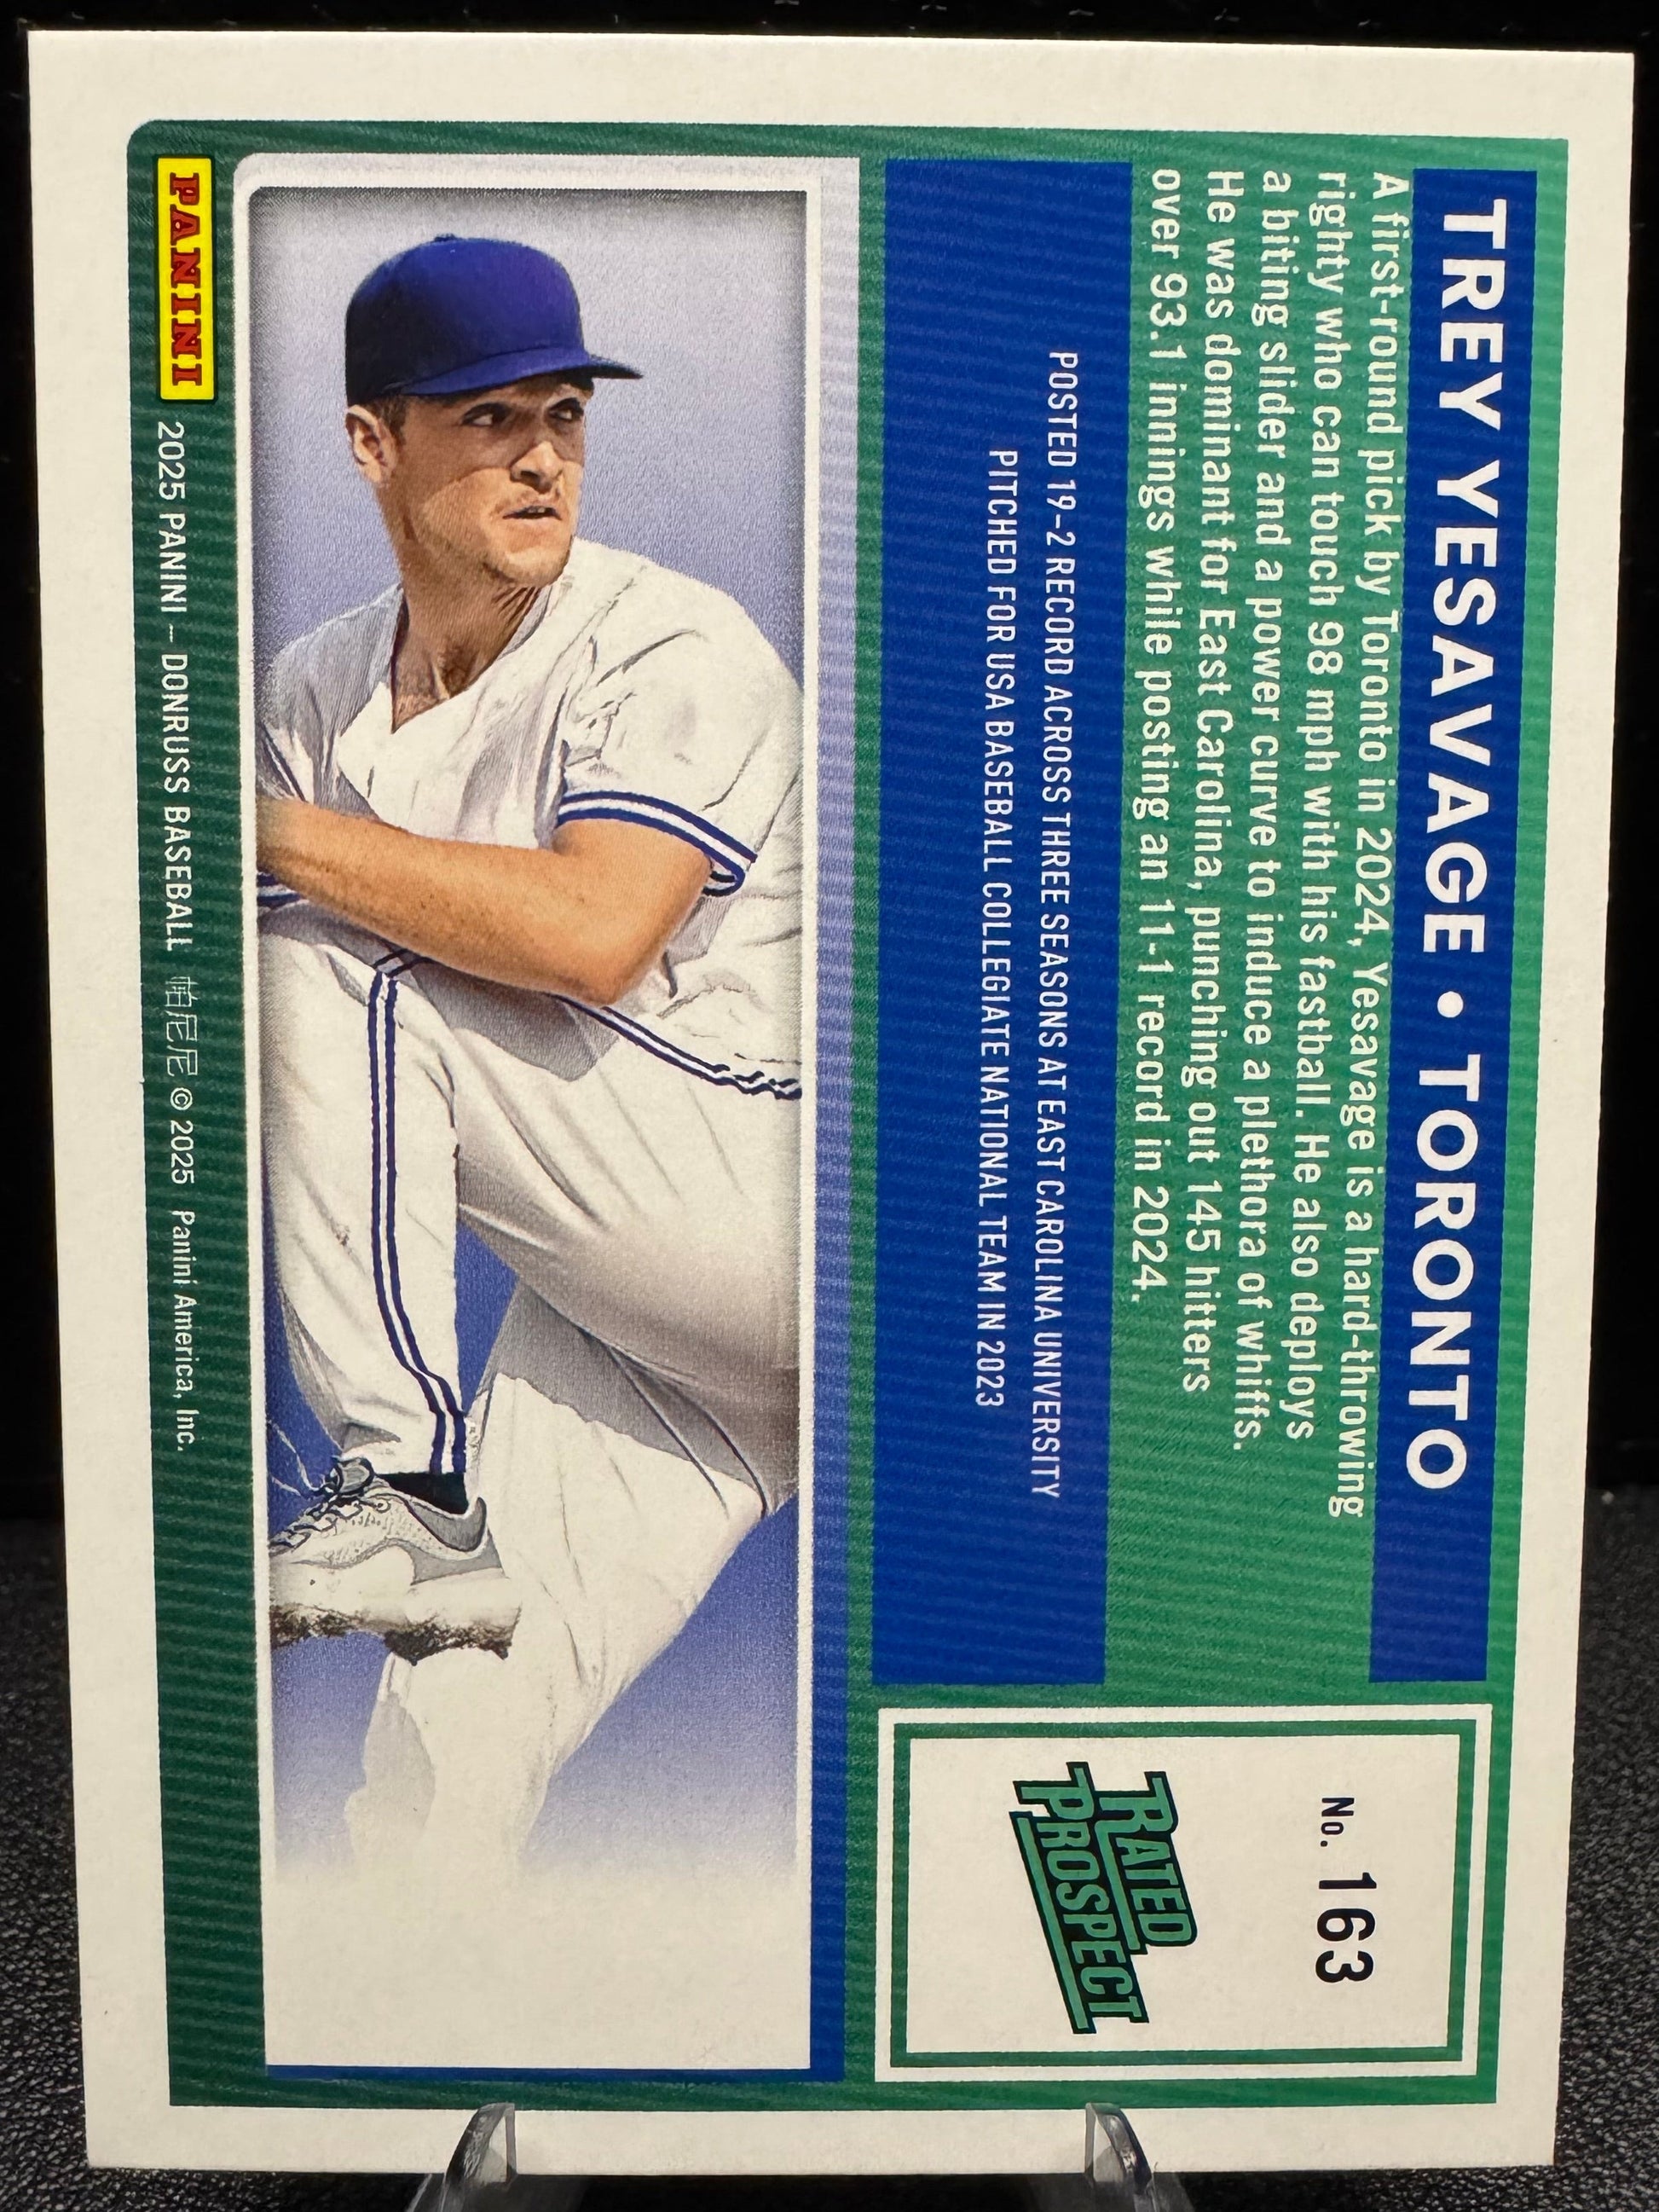 TREY YESAVAGE • TORONTO
A first-round pick by Toronto in 2024, Yesavage is a hard-throwing
righty who can touch 98 mph with his fastball. He also deploys
a biting slider and a power curve to induce a plethora of whiffs.
He was dominant for East Carolina, punching out 145 hitters
over 93.1 innings while posting an 11-1 record in 2024.
POSTED 19-2 RECORD ACROSS THREE SEASONS AT EAST CAROLINA UNIVERSITY
PITCHED FOR USA BASEBALL COLLEGIATE NATIONAL TEAM IN 2023
No. 163
RATED
PROSPECT
PANINI
2025 PANINI – DONRUSS BASEBALL 帕尼尼 © 2025 Panini America, Inc.